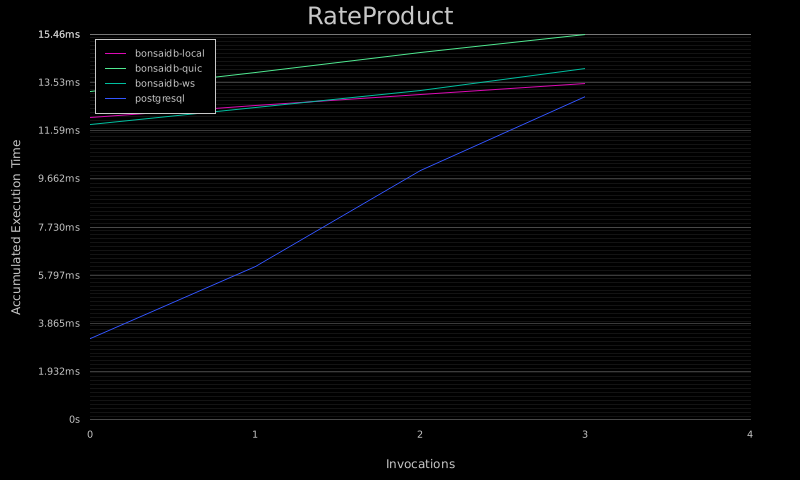 RateProduct
15.46ms
13.53ms
11.59ms
9.662ms
7.730ms
5.797ms
3.865ms
1.932ms
0s
Accumulated Execution Time
bonsaidb-local
bonsaidb-quic
bonsaidb-ws
postgresql
0 1 2 3 4
Invocations